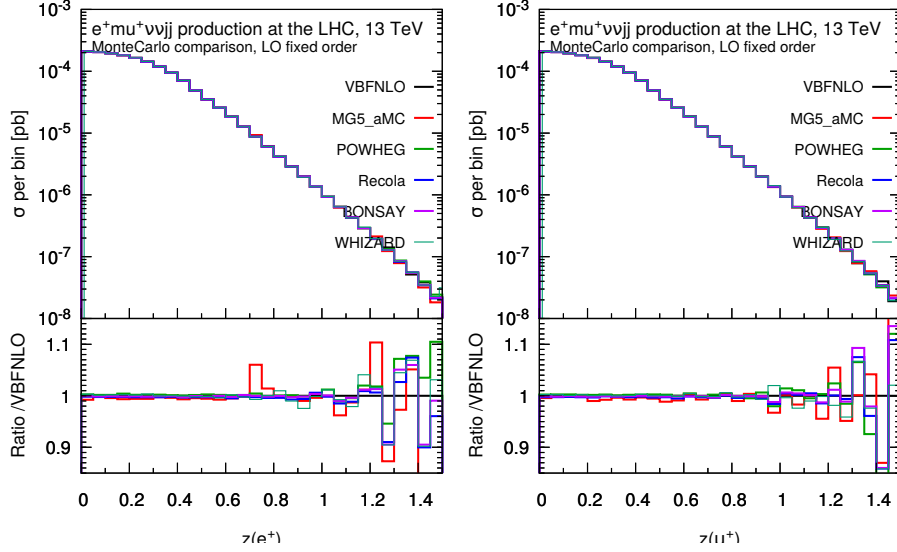 10⁻³
e⁺mu⁺ννjj production at the LHC, 13 TeV
MonteCarlo comparison, LO fixed order
10⁻⁴
VBFNLO
MG5_aMC
10⁻⁵
POWHEG
σ per bin [pb]
Recola
10⁻⁶
BONSAY
WHIZARD
10⁻⁷
10⁻⁸
1.1
Ratio /VBFNLO
1
0.9
0 0.2 0.4 0.6 0.8 1 1.2 1.4
z(e⁺)
10⁻³
e⁺mu⁺ννjj production at the LHC, 13 TeV
MonteCarlo comparison, LO fixed order
10⁻⁴
VBFNLO
MG5_aMC
10⁻⁵
POWHEG
σ per bin [pb]
Recola
10⁻⁶
BONSAY
WHIZARD
10⁻⁷
10⁻⁸
1.1
Ratio /VBFNLO
1
0.9
0 0.2 0.4 0.6 0.8 1 1.2 1.4
z(μ⁺)